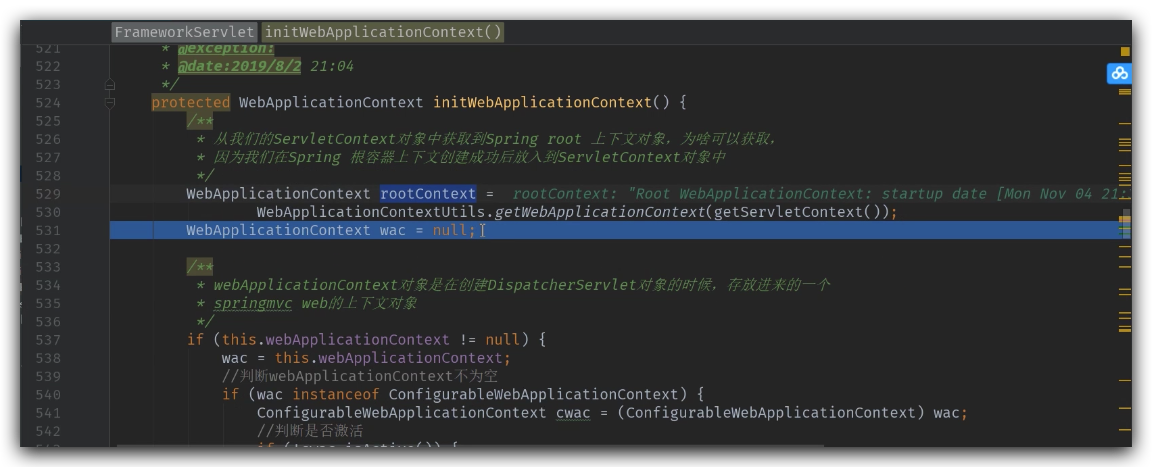 FrameworkServlet initWebApplicationContext()
521 * @exception:
522 * @date:2019/8/2 21:04
523 */
524 protected WebApplicationContext initWebApplicationContext() {
525 /**
526 * 从我们的ServletContext对象中获取到Spring root 上下文对象，为啥可以获取，
527 * 因为我们在Spring 根容器上下文创建成功后放入到ServletContext对象中
528 */
529 WebApplicationContext rootContext = rootContext: "Root WebApplicationContext: startup date [Mon Nov 04 21:
530 WebApplicationContextUtils.getWebApplicationContext(getServletContext());
531 WebApplicationContext wac = null;
532
533 /**
534 * webApplicationContext对象是在创建DispatcherServlet对象的时候，存放进来的一个
535 * springmvc web的上下文对象
536 */
537 if (this.webApplicationContext != null) {
538 wac = this.webApplicationContext;
539 //判断webApplicationContext不为空
540 if (wac instanceof ConfigurableWebApplicationContext) {
541 ConfigurableWebApplicationContext cwac = (ConfigurableWebApplicationContext) wac;
542 //判断是否激活